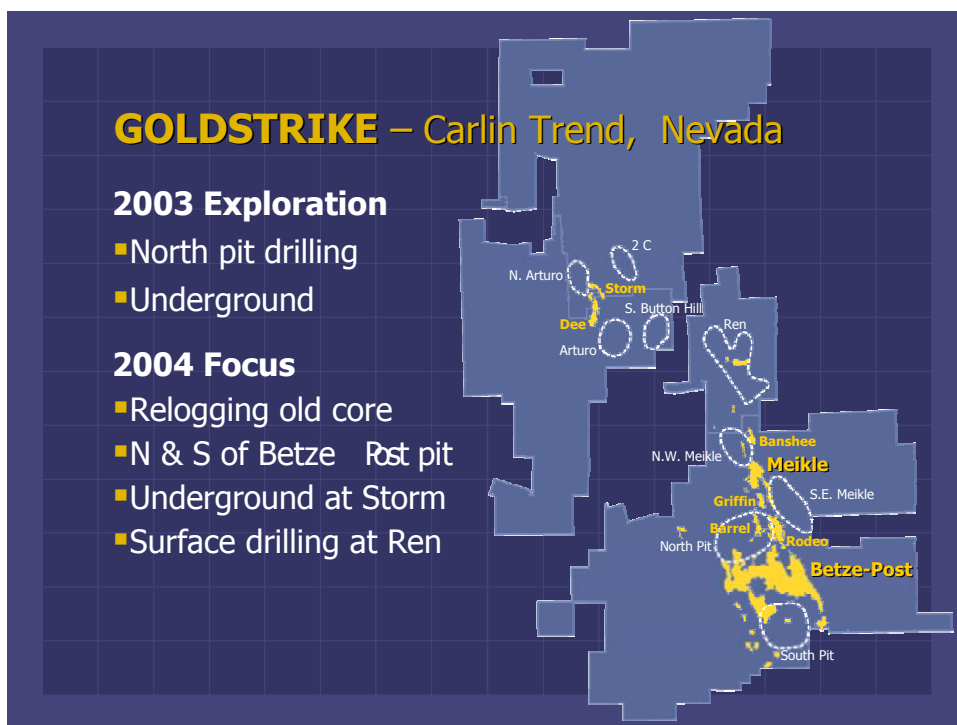 GOLDSTRIKE – Carlin Trend, Nevada
2003 Exploration
▪North pit drilling
▪Underground
2004 Focus
▪Relogging old core
▪N & S of Betze Post pit
▪Underground at Storm
▪Surface drilling at Ren
2 C
N. Arturo
Storm
S. Button Hill
Dee
Arturo
Ren
Banshee
N.W. Meikle
Meikle
S.E. Meikle
Griffin
Barrel
North Pit
Rodeo
Betze-Post
South Pit